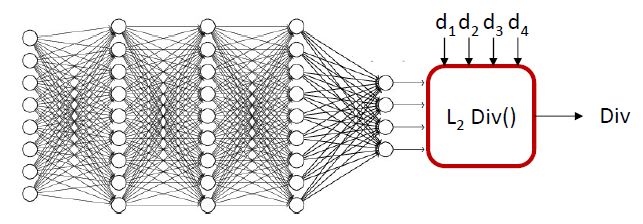 d₁ d₂ d₃ d₄
L₂ Div()
Div